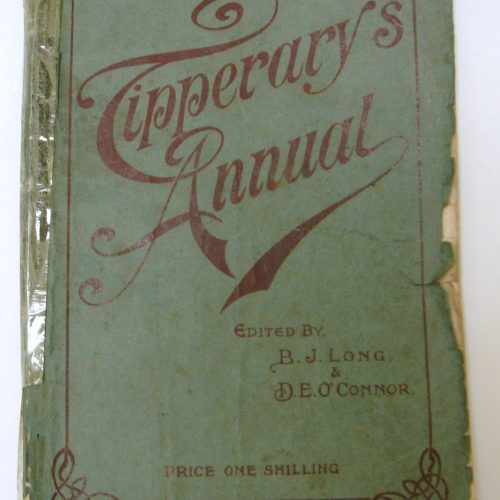 Tipperary's
Annual
EDITED BY
B. J. LONG
&
D. E. O'CONNOR.
PRICE ONE SHILLING